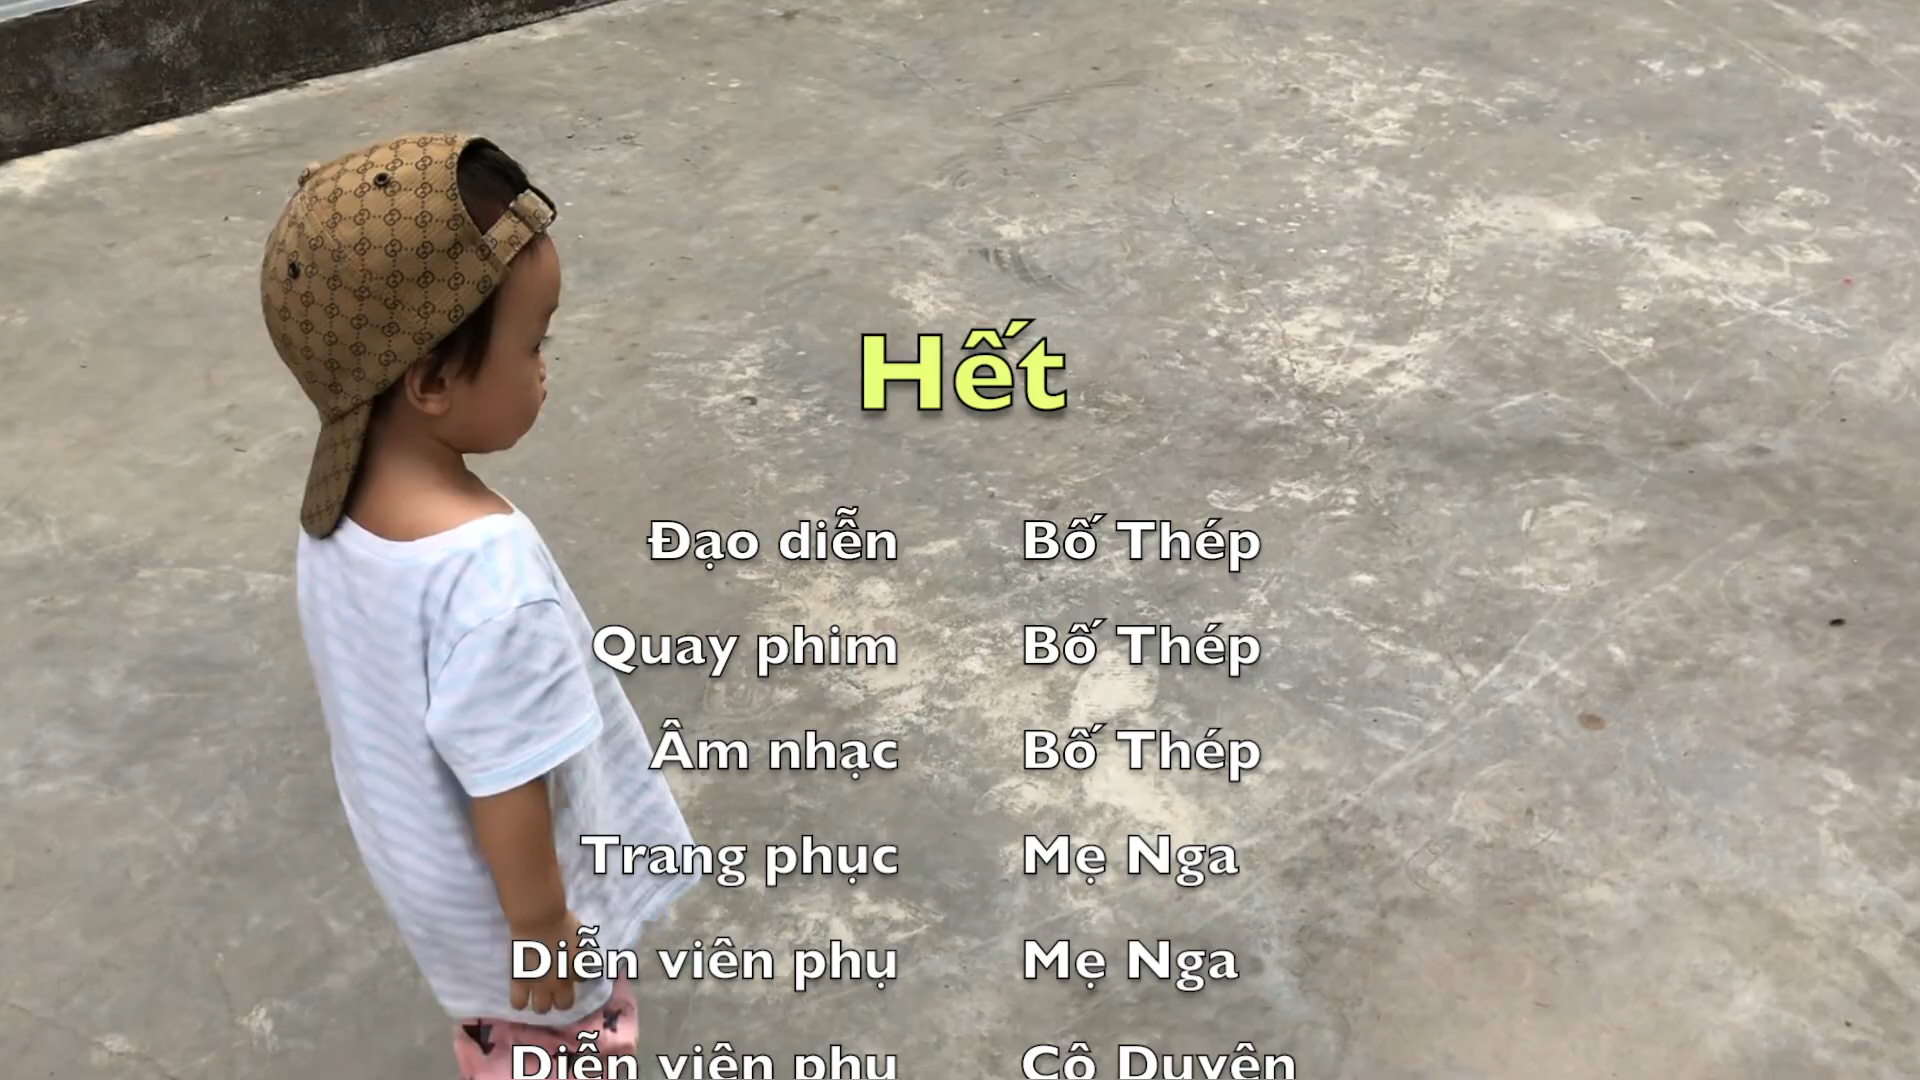 Hết
Đạo diễn Bố Thép
Quay phim Bố Thép
Âm nhạc Bố Thép
Trang phục Mẹ Nga
Diễn viên phụ Mẹ Nga
Diễn viên phụ Cô Duyên